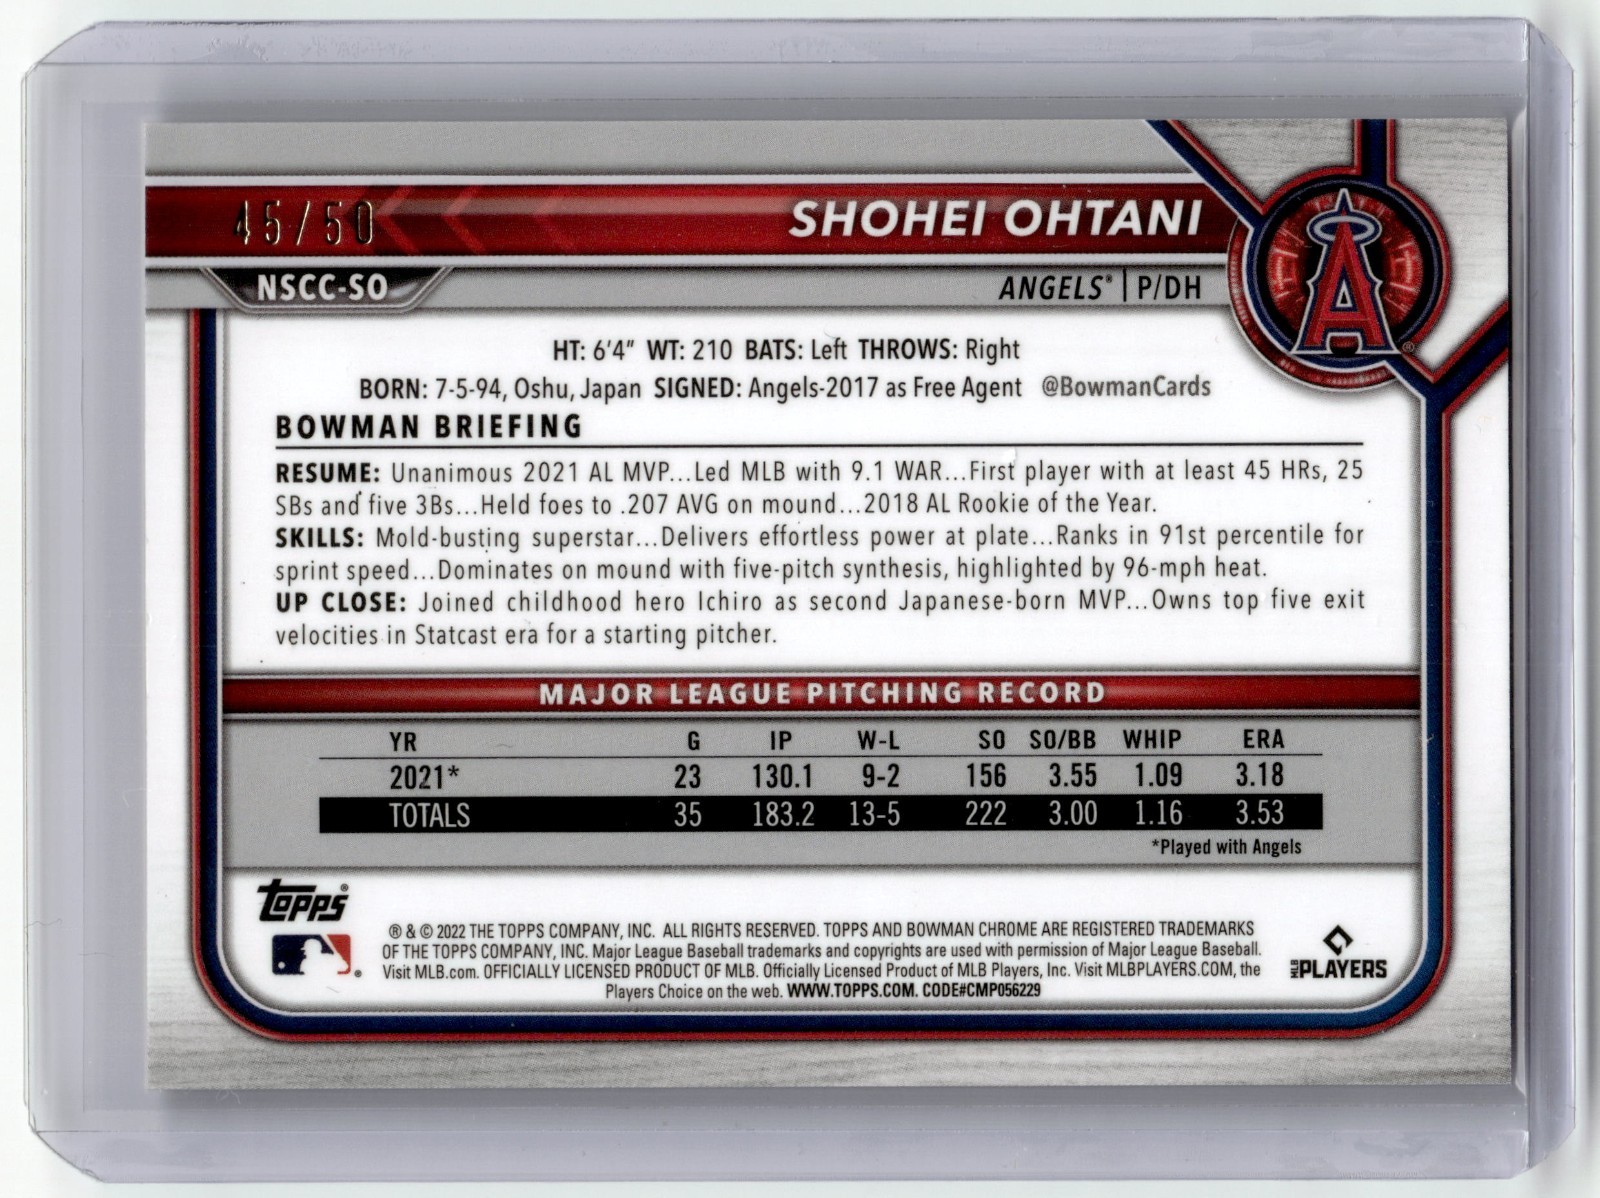 45/50
SHOHEI OHTANI
NSCC-SO
ANGELS® | P/DH
A®
HT: 6'4" WT: 210 BATS: Left THROWS: Right
BORN: 7-5-94, Oshu, Japan SIGNED: Angels-2017 as Free Agent @BowmanCards
BOWMAN BRIEFING
RESUME: Unanimous 2021 AL MVP...Led MLB with 9.1 WAR...First player with at least 45 HRs, 25
SBs and five 3Bs...Held foes to .207 AVG on mound...2018 AL Rookie of the Year.
SKILLS: Mold-busting superstar...Delivers effortless power at plate...Ranks in 91st percentile for
sprint speed...Dominates on mound with five-pitch synthesis, highlighted by 96-mph heat.
UP CLOSE: Joined childhood hero Ichiro as second Japanese-born MVP...Owns top five exit
velocities in Statcast era for a starting pitcher.
MAJOR LEAGUE PITCHING RECORD
YR G IP W-L SO SO/BB WHIP ERA
2021* 23 130.1 9-2 156 3.55 1.09 3.18
TOTALS 35 183.2 13-5 222 3.00 1.16 3.53
*Played with Angels
Topps®
® & © 2022 THE TOPPS COMPANY, INC. ALL RIGHTS RESERVED. TOPPS AND BOWMAN CHROME ARE REGISTERED TRADEMARKS
OF THE TOPPS COMPANY, INC. Major League Baseball trademarks and copyrights are used with permission of Major League Baseball.
Visit MLB.com. OFFICIALLY LICENSED PRODUCT OF MLB. Officially Licensed Product of MLB Players, Inc. Visit MLBPLAYERS.COM, the
Players Choice on the web. WWW.TOPPS.COM. CODE#CMP056229
MLB PLAYERS